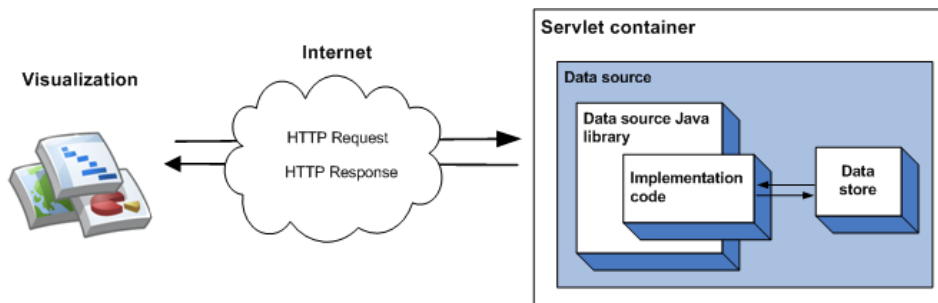 Visualization
Internet
HTTP Request
HTTP Response
Servlet container
Data source
Data source Java
library
Implementation
code
Data
store